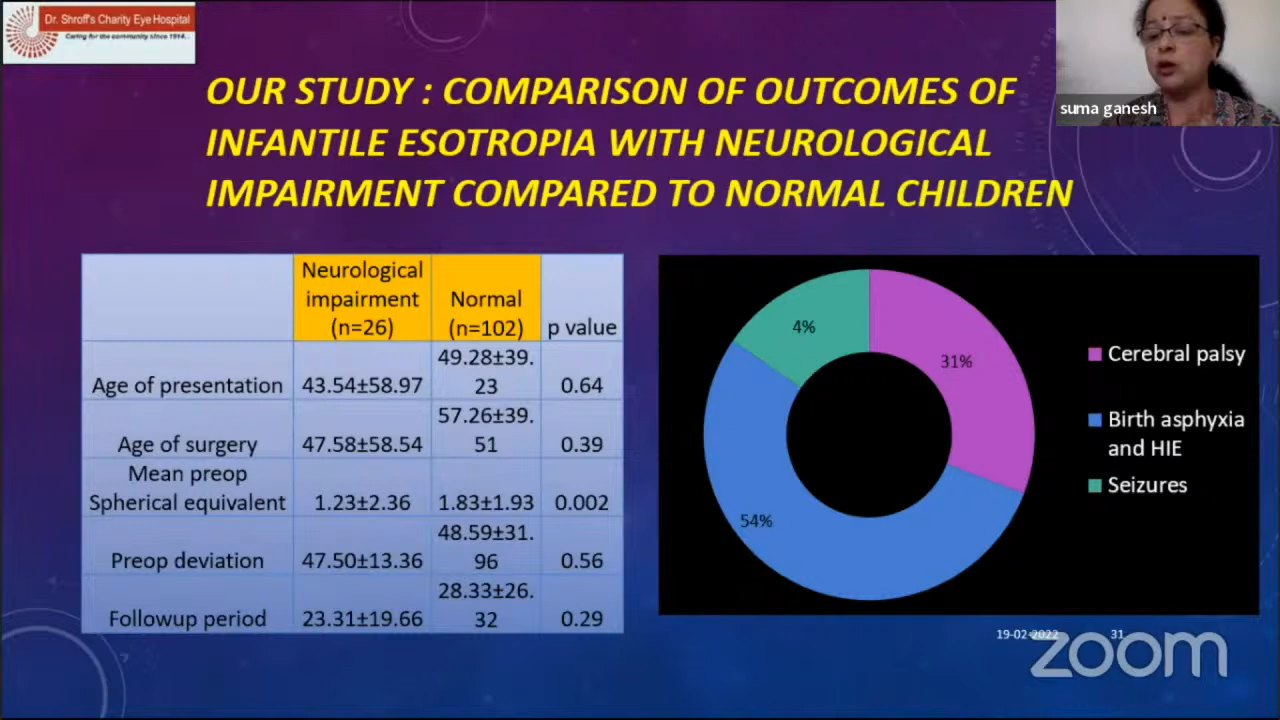 Dr. Shroff's Charity Eye Hospital
Caring for the community since 1914..
suma ganesh
OUR STUDY : COMPARISON OF OUTCOMES OF
INFANTILE ESOTROPIA WITH NEUROLOGICAL
IMPAIRMENT COMPARED TO NORMAL CHILDREN
Neurological
impairment
(n=26)
Normal
(n=102)
p value
Age of presentation
43.54±58.97
49.28±39.
23
0.64
Age of surgery
47.58±58.54
57.26±39.
51
0.39
Mean preop
Spherical equivalent
1.23±2.36
1.83±1.93
0.002
Preop deviation
47.50±13.36
48.59±31.
96
0.56
Followup period
23.31±19.66
28.33±26.
32
0.29
4%
31%
54%
Cerebral palsy
Birth asphyxia
and HIE
Seizures
19-02-2022
31
zoom